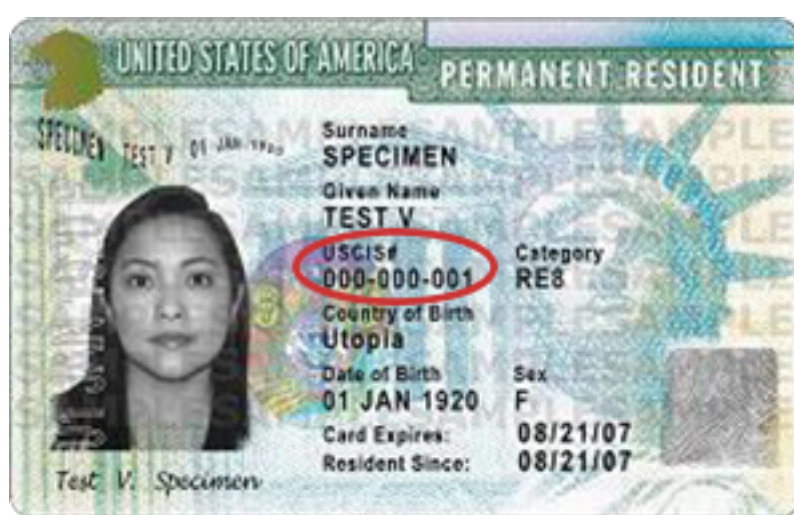 UNITED STATES OF AMERICA
PERMANENT RESIDENT
SPECIMEN TEST V 01 JAN 1920
Surname
SPECIMEN
Given Name
TEST V
USCIS#
000-000-001
Category
RE8
Country of Birth
Utopia
Date of Birth
01 JAN 1920
Sex
F
Card Expires: 08/21/07
Resident Since: 08/21/07
Test V. Specimen